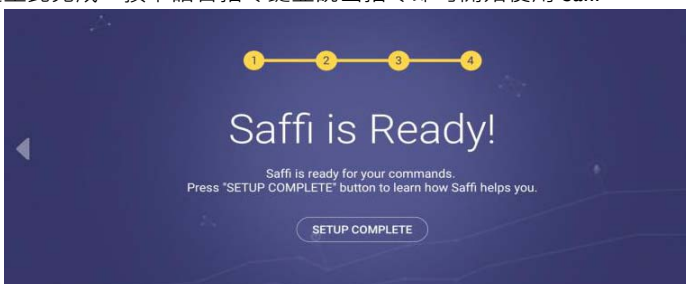 1 2 3 4
Saffi is Ready!
Saffi is ready for your commands.
Press "SETUP COMPLETE" button to learn how Saffi helps you.
SETUP COMPLETE